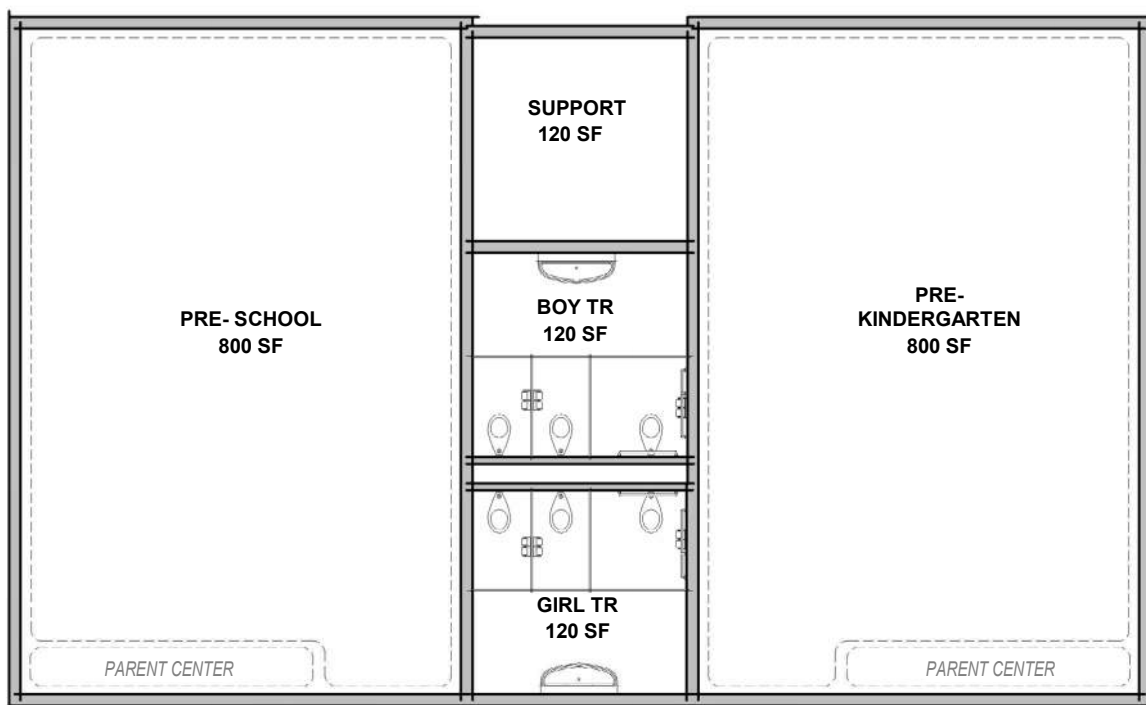 SUPPORT
120 SF
PRE- SCHOOL
800 SF
BOY TR
120 SF
PRE-
KINDERGARTEN
800 SF
GIRL TR
120 SF
PARENT CENTER
PARENT CENTER